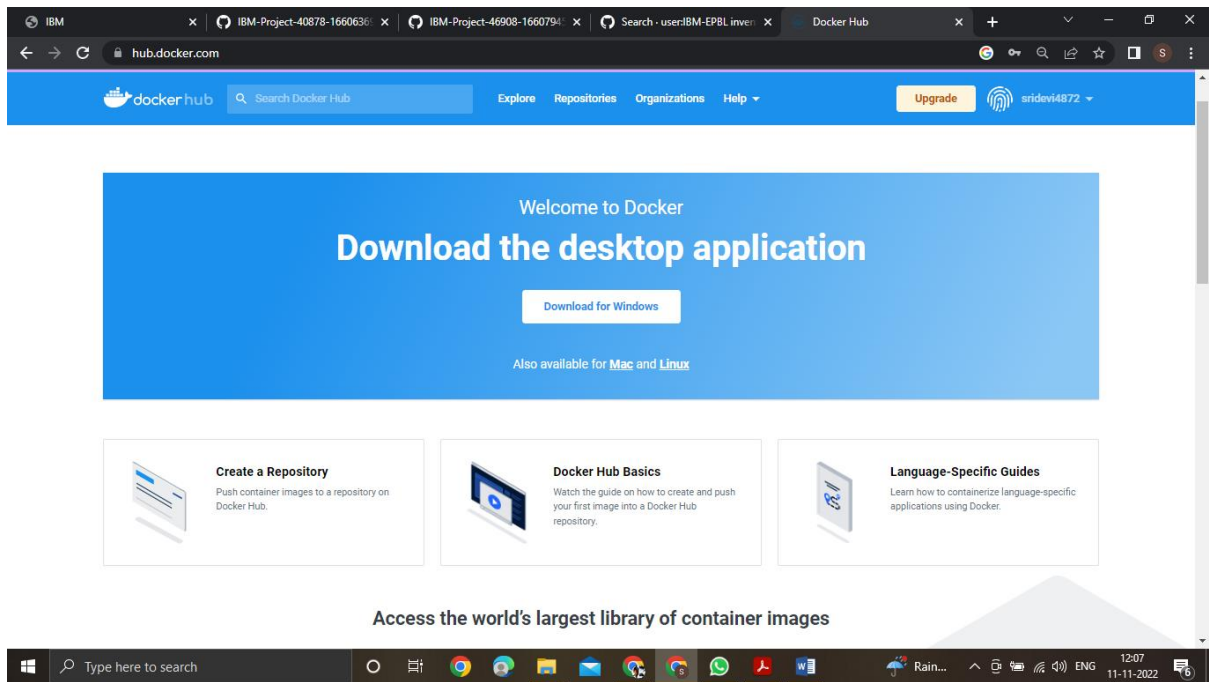 IBM
IBM-Project-40878-1660636
IBM-Project-46908-1660794
Search · user:IBM-EPBL inven
Docker Hub
hub.docker.com
S
dockerhub
Search Docker Hub
Explore
Repositories
Organizations
Help
Upgrade
sridevi4872
Welcome to Docker
Download the desktop application
Download for Windows
Also available for Mac and Linux
Create a Repository
Push container images to a repository on
Docker Hub.
Docker Hub Basics
Watch the guide on how to create and push
your first image into a Docker Hub
repository.
Language-Specific Guides
Learn how to containerize language-specific
applications using Docker.
Access the world's largest library of container images
Type here to search
Rain...
ENG
12:07
11-11-2022
6